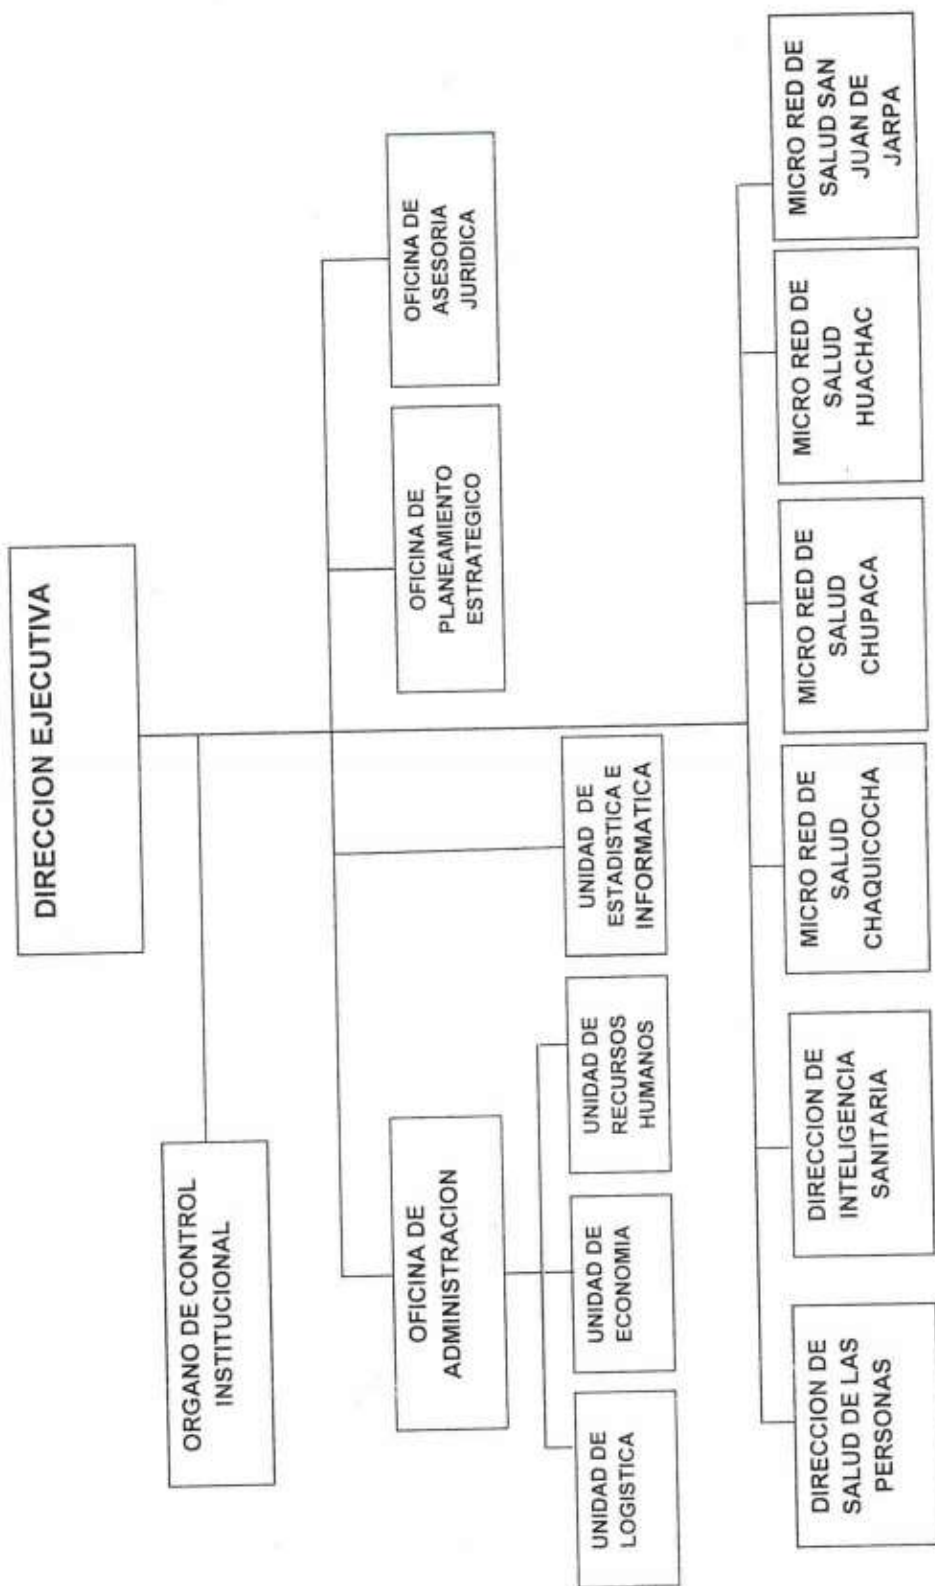 DIRECCION EJECUTIVA
ORGANO DE CONTROL
INSTITUCIONAL
OFICINA DE
ADMINISTRACION
OFICINA DE
PLANEAMIENTO
ESTRATEGICO
OFICINA DE
ASESORIA
JURIDICA
UNIDAD DE
LOGISTICA
UNIDAD DE
ECONOMIA
UNIDAD DE
RECURSOS
HUMANOS
UNIDAD DE
ESTADISTICA E
INFORMATICA
DIRECCION DE
SALUD DE LAS
PERSONAS
DIRECCION DE
INTELIGENCIA
SANITARIA
MICRO RED DE
SALUD
CHAQUICOCHA
MICRO RED DE
SALUD
CHUPACA
MICRO RED DE
SALUD
HUACHAC
MICRO RED DE
SALUD SAN
JUAN DE
JARPA